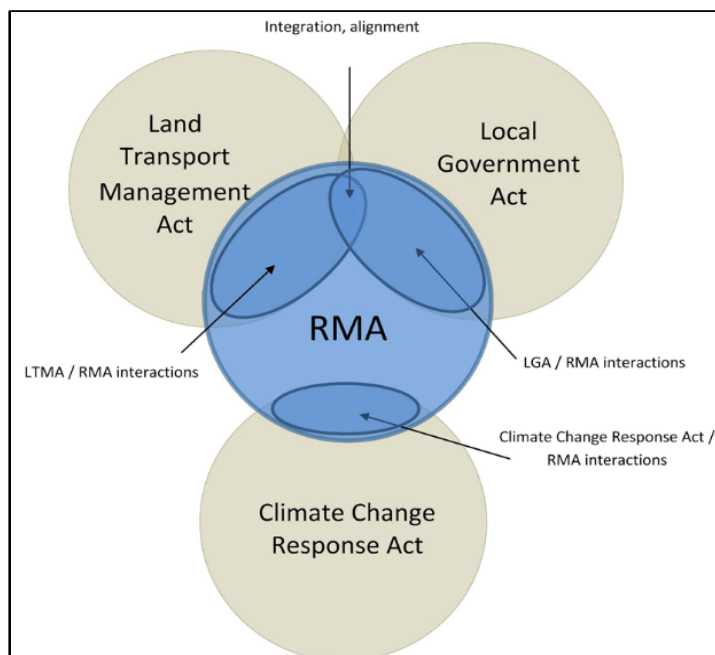 Integration, alignment
Land
Transport
Management
Act
Local
Government
Act
RMA
LTMA / RMA interactions
LGA / RMA interactions
Climate Change Response Act /
RMA interactions
Climate Change
Response Act